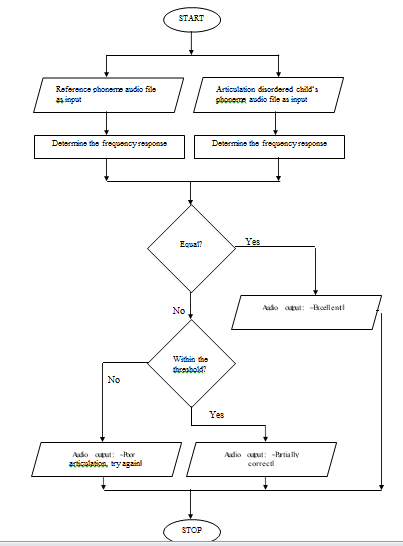 START
Reference phoneme audio file
as input
Articulation disordered child's
phoneme audio file as input
Determine the frequency response
Determine the frequency response
Equal?
Yes
Audio output: –Excellent!
No
Within the
threshold?
No
Yes
Audio output: –Poor
articulation, try again!
Audio output: –Partially
correct!
STOP